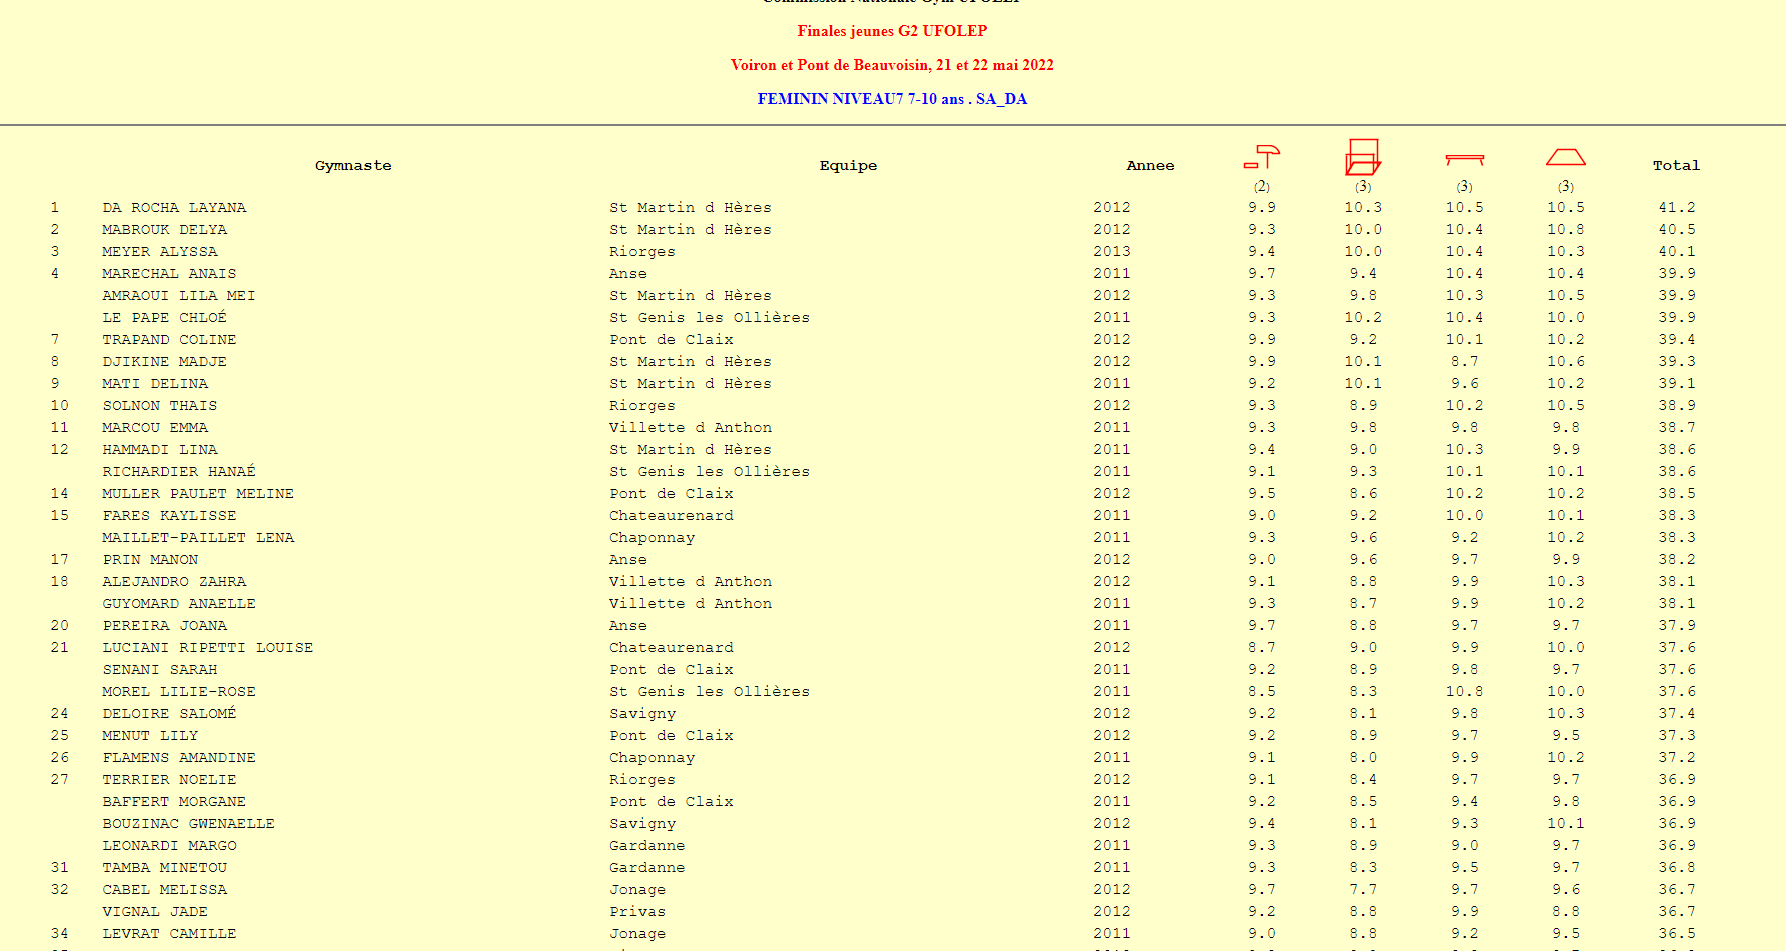 Commission Nationale Gym UFOLEP
Finales jeunes G2 UFOLEP
Voiron et Pont de Beauvoisin, 21 et 22 mai 2022
FEMININ NIVEAU7 7-10 ans . SA_DA
Gymnaste Equipe Annee Total
(2) (3) (3) (3)
1 DA ROCHA LAYANA St Martin d Hères 2012 9.9 10.3 10.5 10.5 41.2
2 MABROUK DELYA St Martin d Hères 2012 9.3 10.0 10.4 10.8 40.5
3 MEYER ALYSSA Riorges 2013 9.4 10.0 10.4 10.3 40.1
4 MARECHAL ANAIS Anse 2011 9.7 9.4 10.4 10.4 39.9
AMRAOUI LILA MEI St Martin d Hères 2012 9.3 9.8 10.3 10.5 39.9
LE PAPE CHLOÉ St Genis les Ollières 2011 9.3 10.2 10.4 10.0 39.9
7 TRAPAND COLINE Pont de Claix 2012 9.9 9.2 10.1 10.2 39.4
8 DJIKINE MADJE St Martin d Hères 2012 9.9 10.1 8.7 10.6 39.3
9 MATI DELINA St Martin d Hères 2011 9.2 10.1 9.6 10.2 39.1
10 SOLNON THAIS Riorges 2012 9.3 8.9 10.2 10.5 38.9
11 MARCOU EMMA Villette d Anthon 2011 9.3 9.8 9.8 9.8 38.7
12 HAMMADI LINA St Martin d Hères 2011 9.4 9.0 10.3 9.9 38.6
RICHARDIER HANAÉ St Genis les Ollières 2011 9.1 9.3 10.1 10.1 38.6
14 MULLER PAULET MELINE Pont de Claix 2012 9.5 8.6 10.2 10.2 38.5
15 FARES KAYLISSE Chateaurenard 2011 9.0 9.2 10.0 10.1 38.3
MAILLET-PAILLET LENA Chaponnay 2011 9.3 9.6 9.2 10.2 38.3
17 PRIN MANON Anse 2012 9.0 9.6 9.7 9.9 38.2
18 ALEJANDRO ZAHRA Villette d Anthon 2012 9.1 8.8 9.9 10.3 38.1
GUYOMARD ANAELLE Villette d Anthon 2011 9.3 8.7 9.9 10.2 38.1
20 PEREIRA JOANA Anse 2011 9.7 8.8 9.7 9.7 37.9
21 LUCIANI RIPETTI LOUISE Chateaurenard 2012 8.7 9.0 9.9 10.0 37.6
SENANI SARAH Pont de Claix 2011 9.2 8.9 9.8 9.7 37.6
MOREL LILIE-ROSE St Genis les Ollières 2011 8.5 8.3 10.8 10.0 37.6
24 DELOIRE SALOMÉ Savigny 2012 9.2 8.1 9.8 10.3 37.4
25 MENUT LILY Pont de Claix 2012 9.2 8.9 9.7 9.5 37.3
26 FLAMENS AMANDINE Chaponnay 2011 9.1 8.0 9.9 10.2 37.2
27 TERRIER NOELIE Riorges 2012 9.1 8.4 9.7 9.7 36.9
BAFFERT MORGANE Pont de Claix 2011 9.2 8.5 9.4 9.8 36.9
BOUZINAC GWENAELLE Savigny 2012 9.4 8.1 9.3 10.1 36.9
LEONARDI MARGO Gardanne 2011 9.3 8.9 9.0 9.7 36.9
31 TAMBA MINETOU Gardanne 2011 9.3 8.3 9.5 9.7 36.8
32 CABEL MELISSA Jonage 2012 9.7 7.7 9.7 9.6 36.7
VIGNAL JADE Privas 2012 9.2 8.8 9.9 8.8 36.7
34 LEVRAT CAMILLE Jonage 2011 9.0 8.8 9.2 9.5 36.5